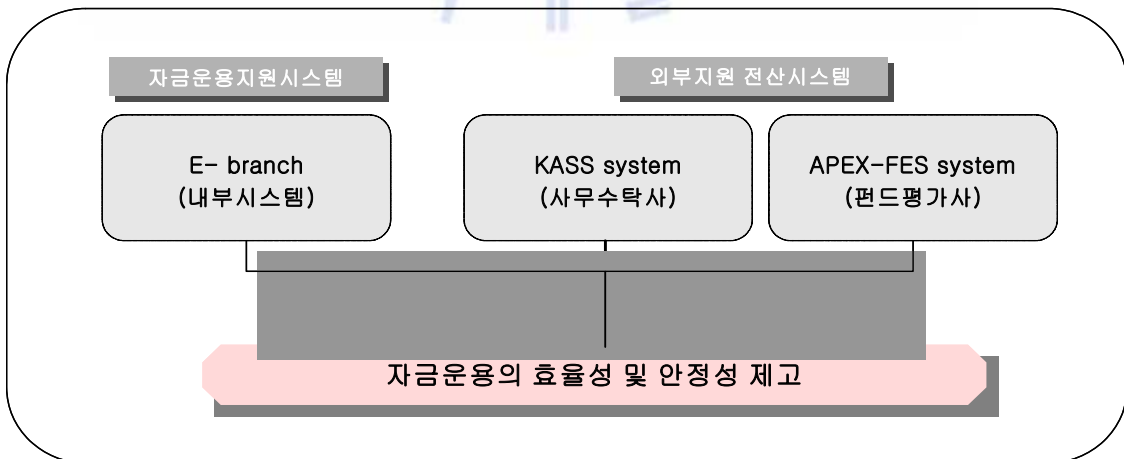 자금운용지원시스템
외부지원 전산시스템
E- branch
(내부시스템)
KASS system
(사무수탁사)
APEX-FES system
(펀드평가사)
자금운용의 효율성 및 안정성 제고